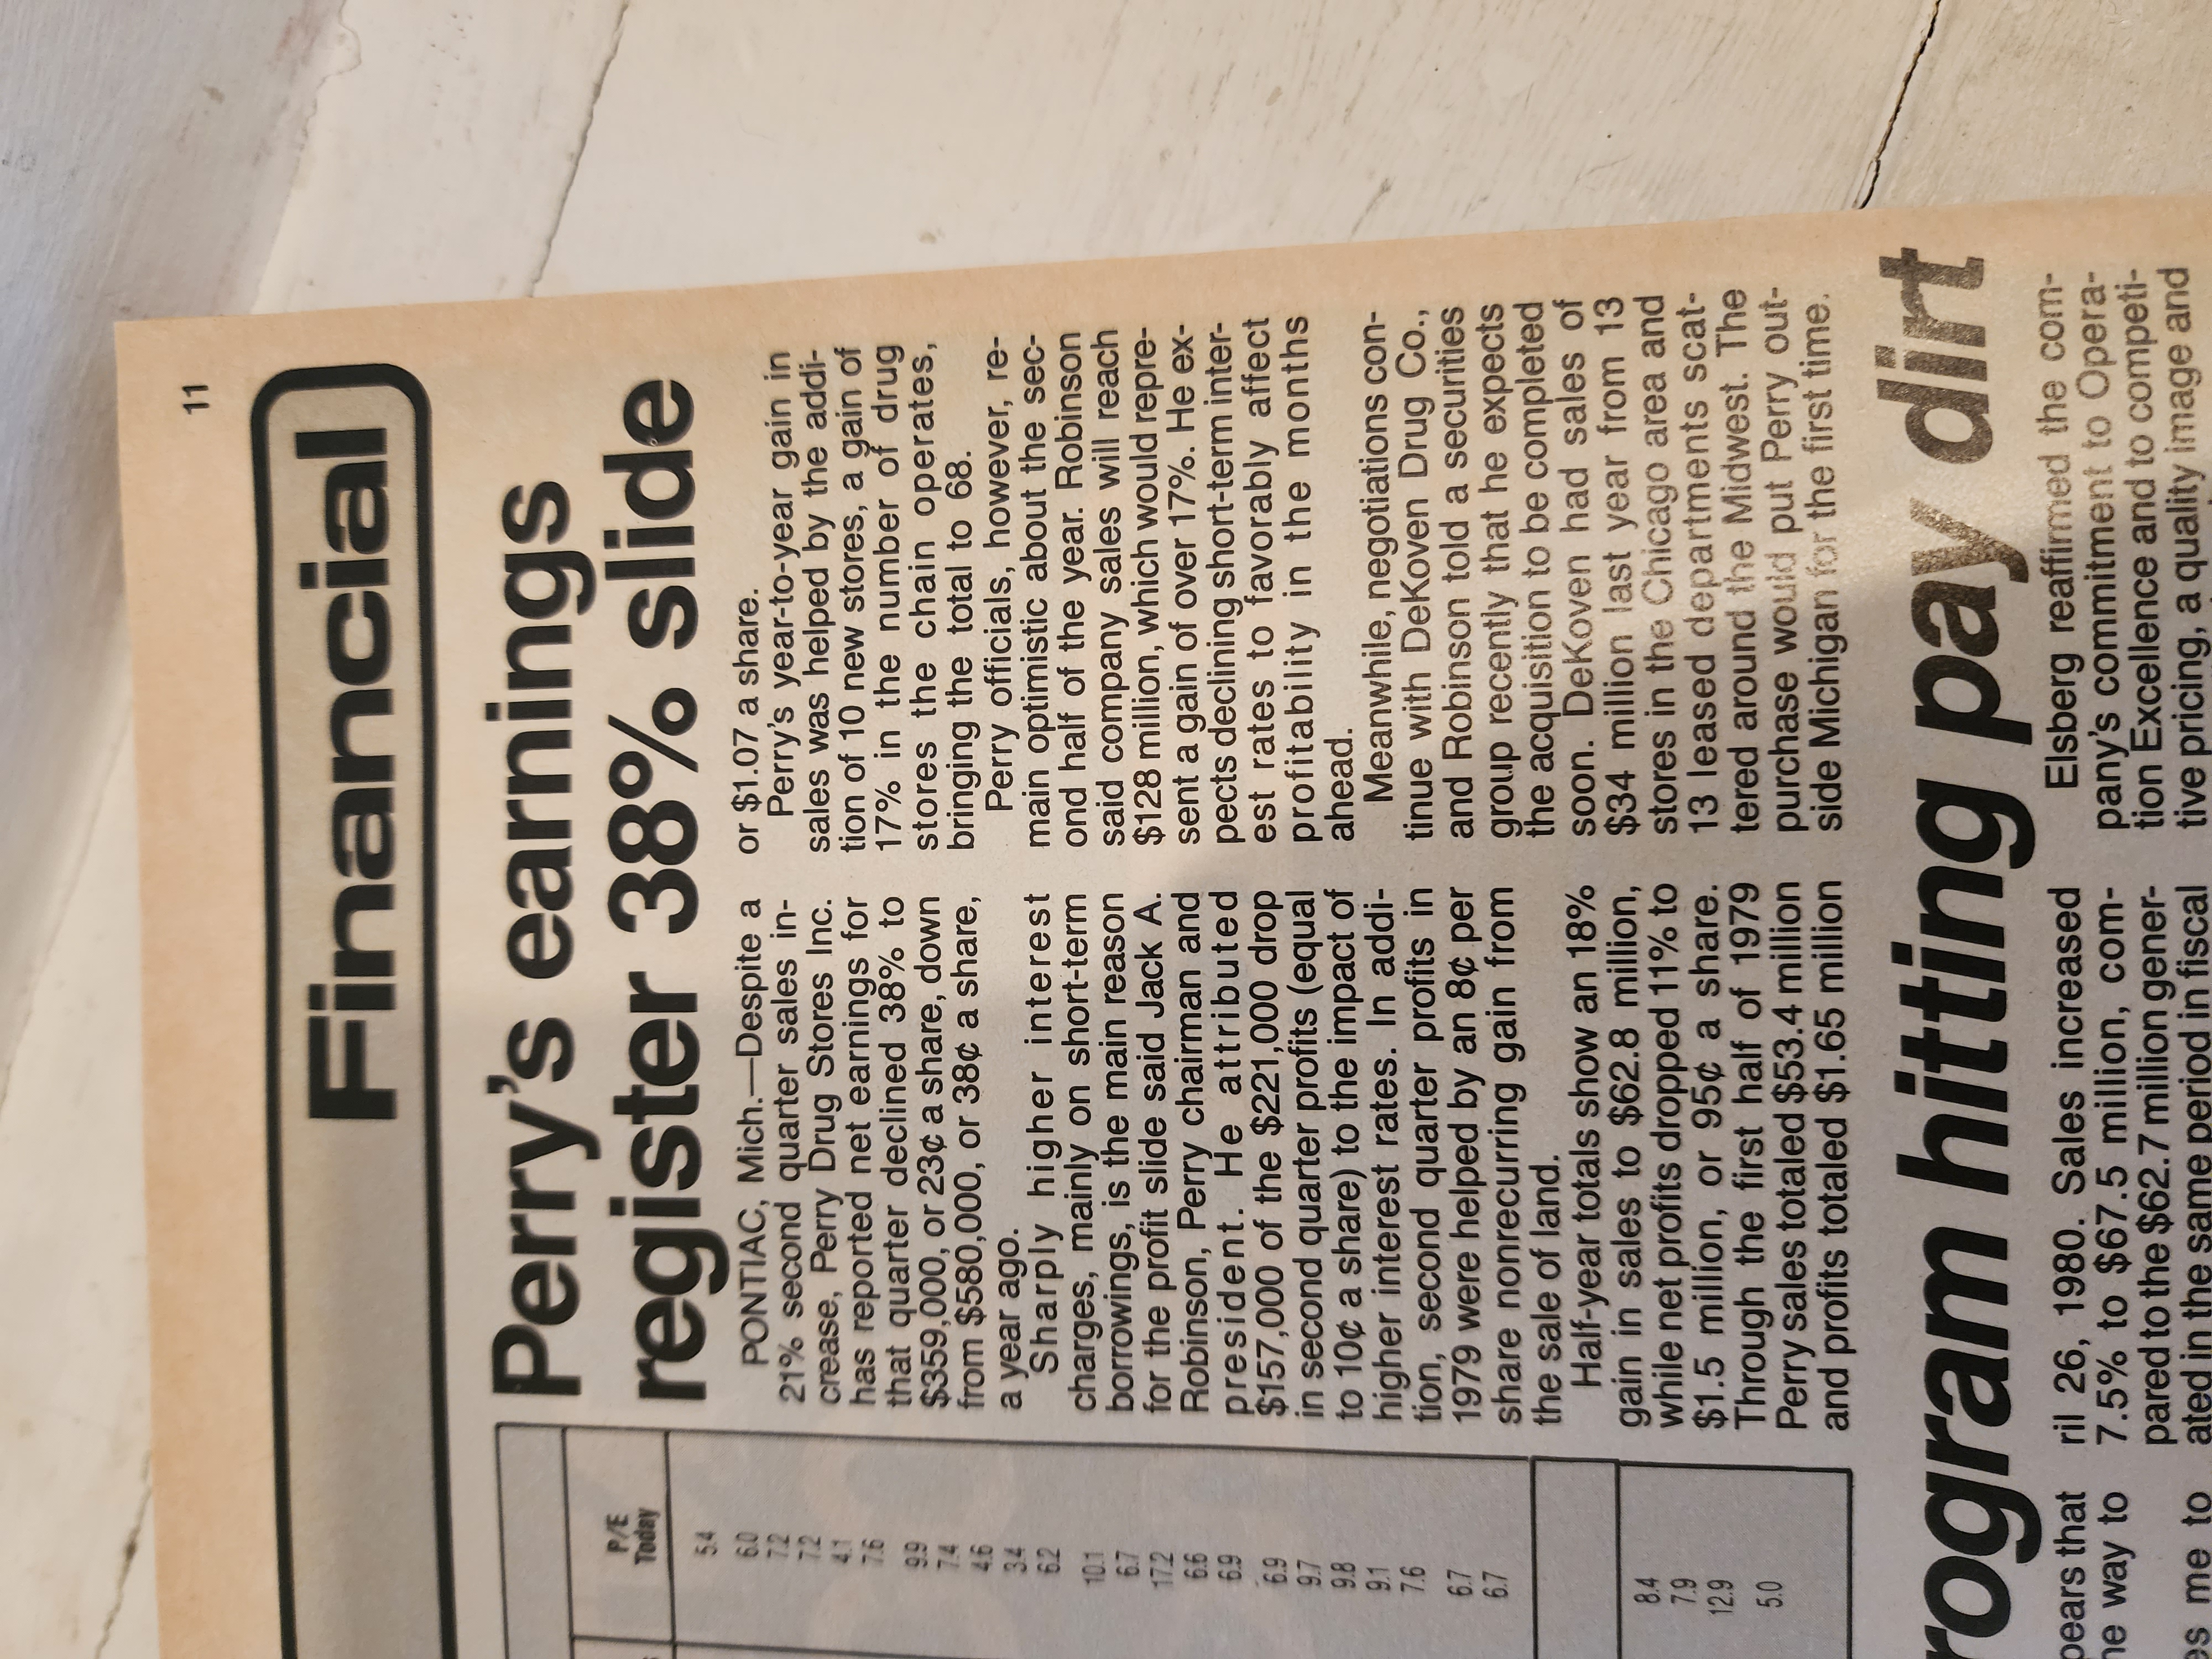 11
Financial
Perry's earnings
register 38% slide
PONTIAC, Mich.—Despite a
21% second quarter sales in-
crease, Perry Drug Stores Inc.
has reported net earnings for
that quarter declined 38% to
$359,000, or 23¢ a share, down
from $580,000, or 38¢ a share,
a year ago.
Sharply higher interest
charges, mainly on short-term
borrowings, is the main reason
for the profit slide said Jack A.
Robinson, Perry chairman and
president. He attributed
$157,000 of the $221,000 drop
in second quarter profits (equal
to 10¢ a share) to the impact of
higher interest rates. In addi-
tion, second quarter profits in
1979 were helped by an 8¢ per
share nonrecurring gain from
the sale of land.
Half-year totals show an 18%
gain in sales to $62.8 million,
while net profits dropped 11% to
$1.5 million, or 95¢ a share.
Through the first half of 1979
Perry sales totaled $53.4 million
and profits totaled $1.65 million
or $1.07 a share.
Perry's year-to-year gain in
sales was helped by the addi-
tion of 10 new stores, a gain of
17% in the number of drug
stores the chain operates,
bringing the total to 68.
Perry officials, however, re-
main optimistic about the sec-
ond half of the year. Robinson
said company sales will reach
$128 million, which would repre-
sent a gain of over 17%. He ex-
pects declining short-term inter-
est rates to favorably affect
profitability in the months
ahead.
Meanwhile, negotiations con-
tinue with DeKoven Drug Co.,
and Robinson told a securities
group recently that he expects
the acquisition to be completed
soon. DeKoven had sales of
$34 million last year from 13
stores in the Chicago area and
13 leased departments scat-
tered around the Midwest. The
purchase would put Perry out-
side Michigan for the first time.
P/E
Today
5.4
6.0
7.2
7.2
4.1
7.6
9.9
7.4
4.6
3.4
6.2
10.1
6.7
17.2
6.6
6.9
6.9
9.7
9.8
9.1
7.6
6.7
6.7
8.4
7.9
12.9
5.0
rogram hitting pay dirt
pears that
ne way to
es me to
ril 26, 1980. Sales increased
7.5% to $67.5 million, com-
pared to the $62.7 million gener-
ated in the same period in fiscal
Elsberg reaffirmed the com-
pany's commitment to Opera-
tion Excellence and to competi-
tive pricing, a quality image and